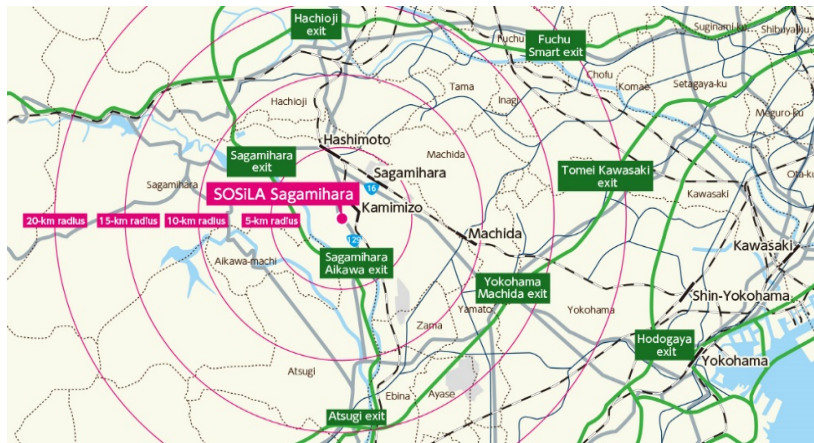 Hachioji
exit
Fuchu
Fuchu
Smart exit
Suginami-ku
Shibuya-ku
Chofu
Komae
Setagaya-ku
Meguro-ku
Tama
Inagi
Hachioji
Hashimoto
Machida
Sagamihara
exit
Sagamihara
Tomei Kawasaki
exit
Ota-ku
Sagamihara
SOSiLA Sagamihara
16
Kawasaki
Kamimizo
20-km radius
15-km radius
10-km radius
5-km radius
Machida
129
Kawasaki
Aikawa-machi
Sagamihara
Aikawa exit
Yokohama
Machida exit
Shin-Yokohama
Yamato
Yokohama
Zama
Hodogaya
exit
Yokohama
Atsugi
Ebina
Ayase
Atsugi exit